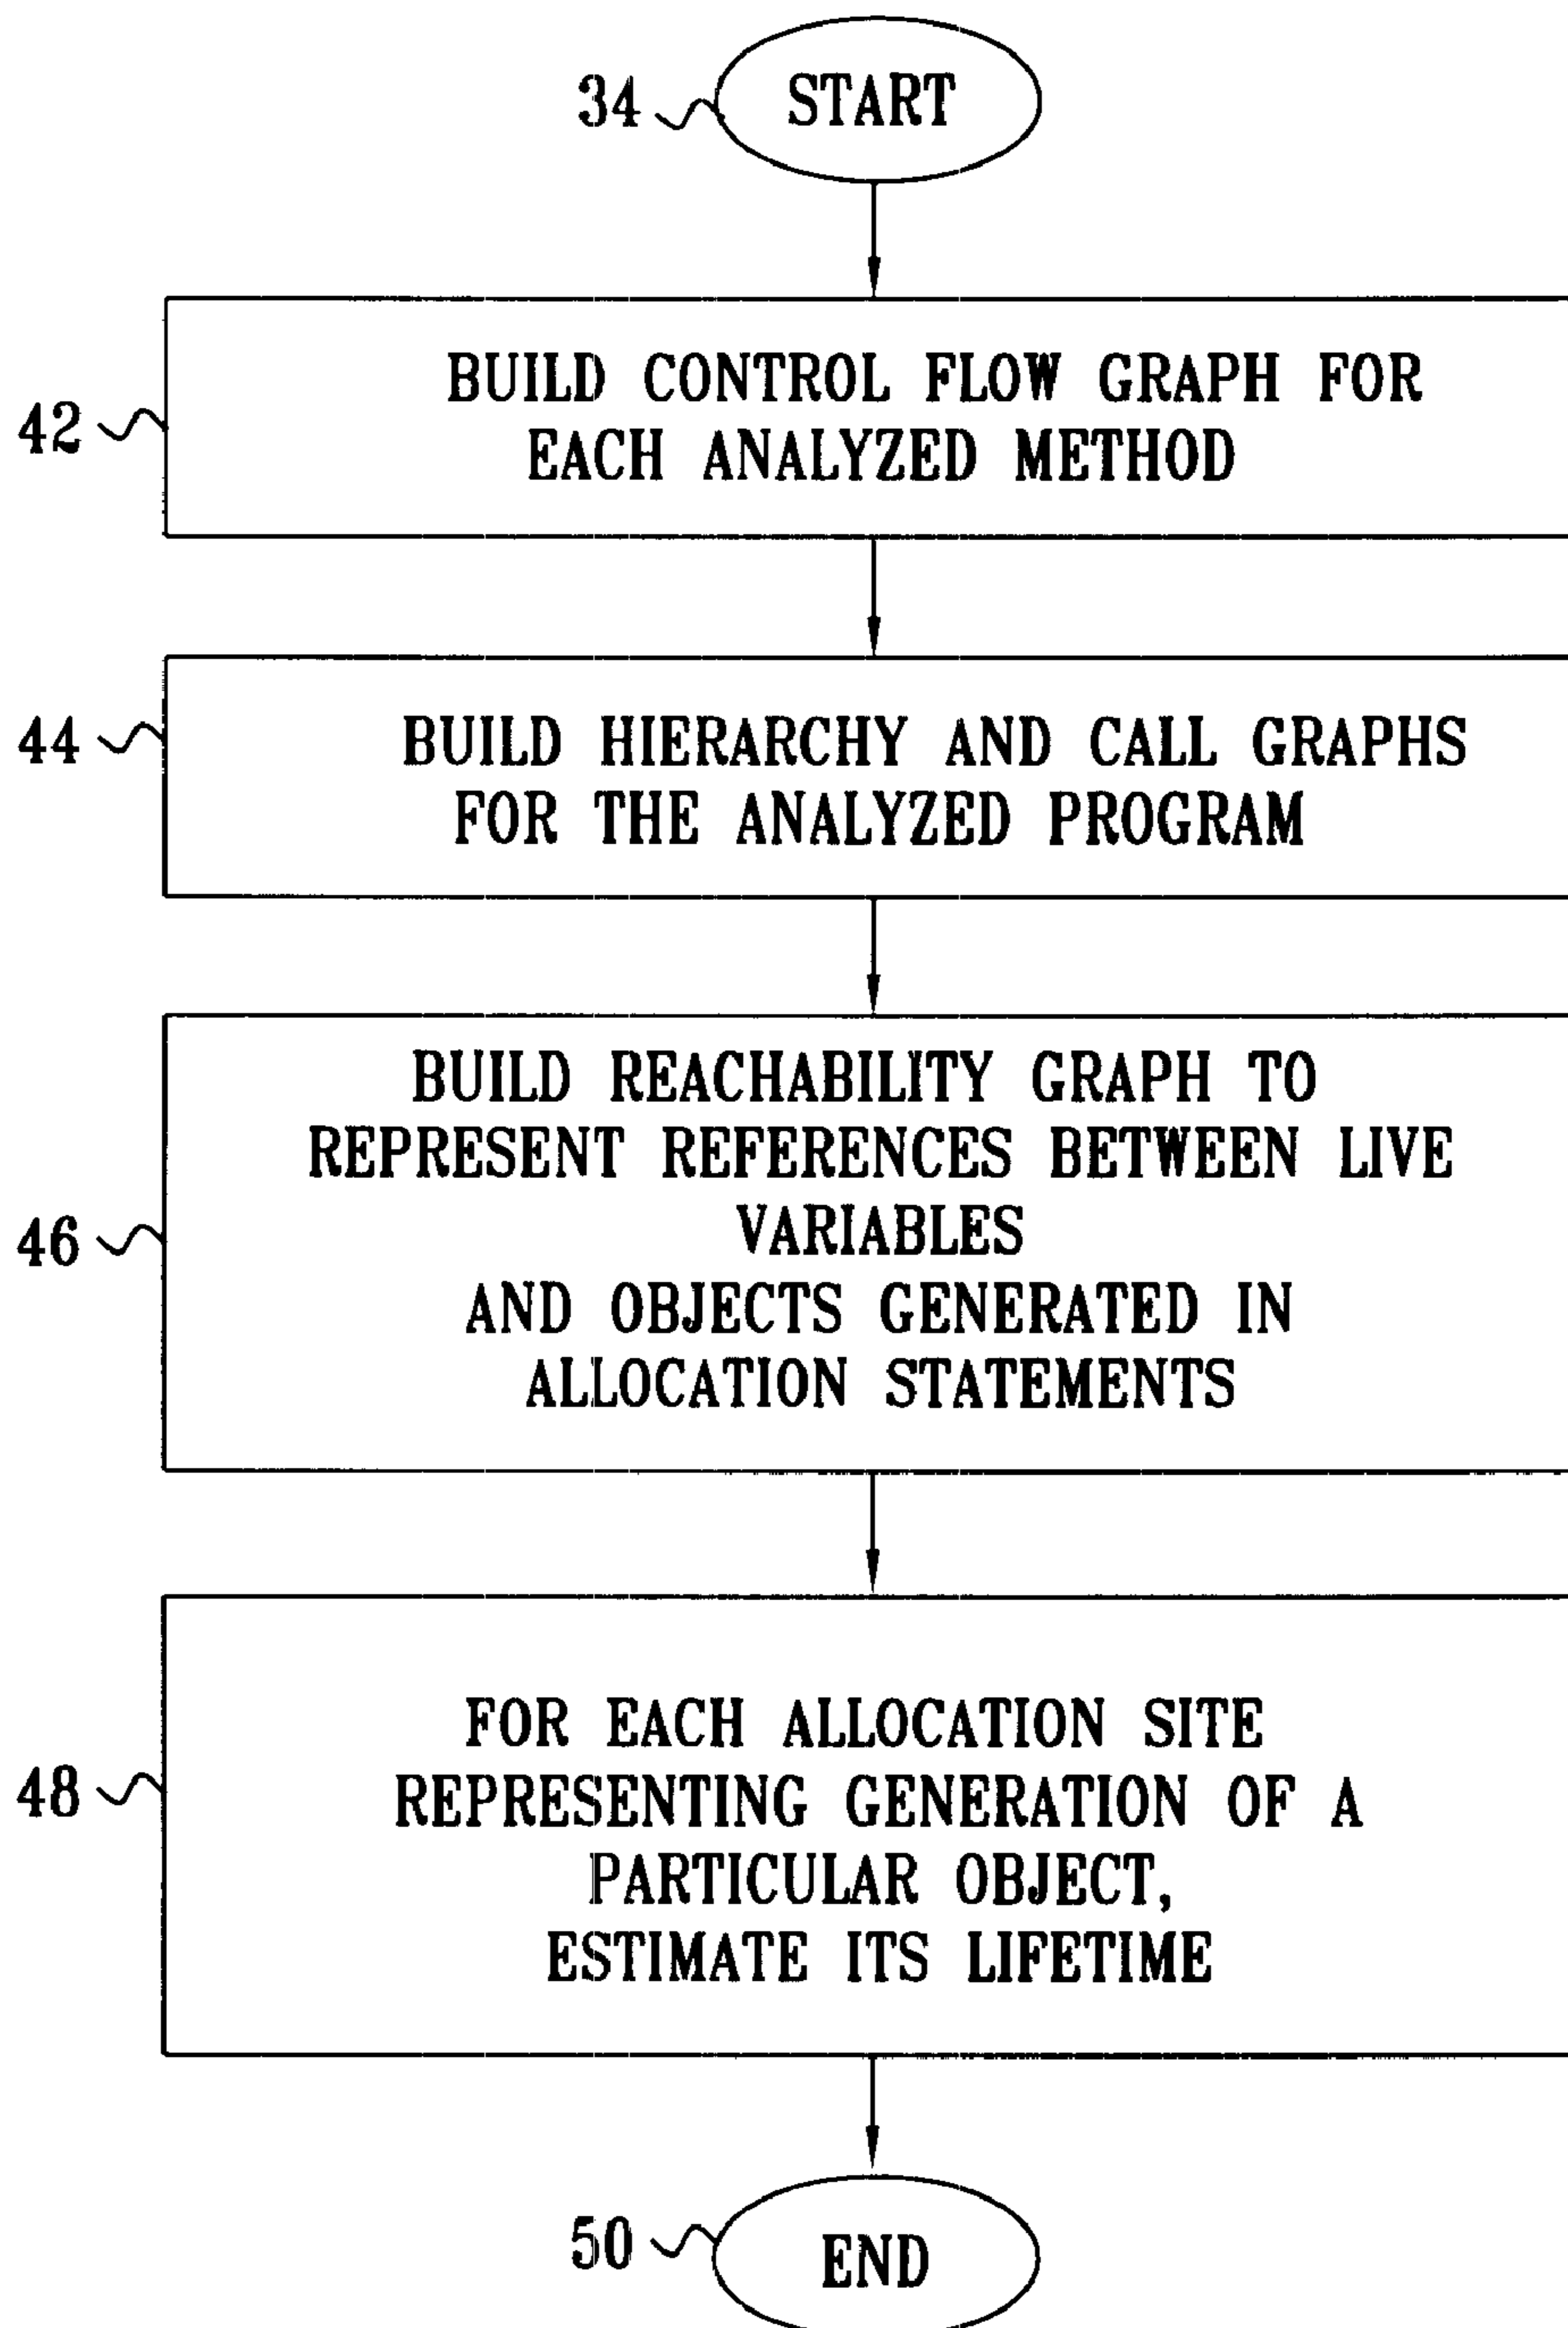 34 START
42 BUILD CONTROL FLOW GRAPH FOR
EACH ANALYZED METHOD
44 BUILD HIERARCHY AND CALL GRAPHS
FOR THE ANALYZED PROGRAM
BUILD REACHABILITY GRAPH TO
REPRESENT REFERENCES BETWEEN LIVE
46 VARIABLES
AND OBJECTS GENERATED IN
ALLOCATION STATEMENTS
FOR EACH ALLOCATION SITE
48 REPRESENTING GENERATION OF A
PARTICULAR OBJECT,
ESTIMATE ITS LIFETIME
50 END